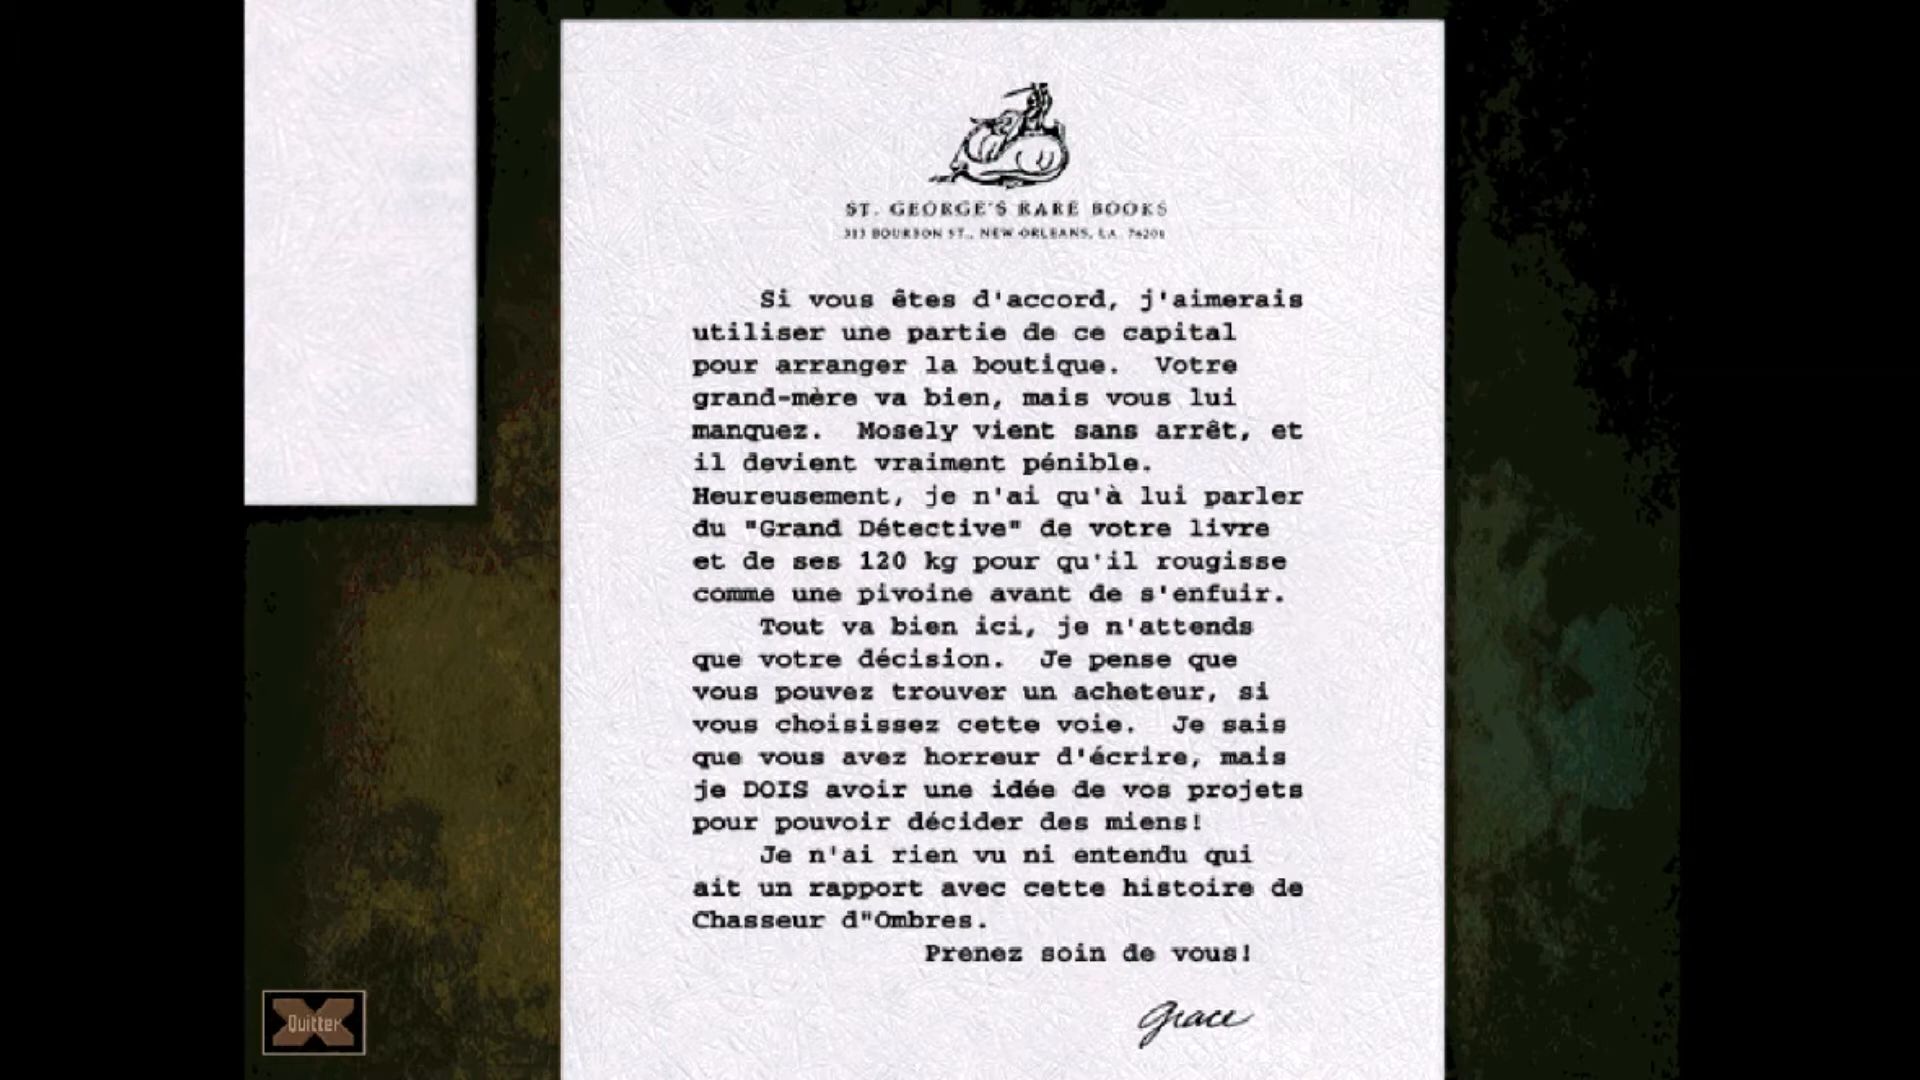 ST. GEORGE'S RARE BOOKS
313 BOURBON ST., NEW ORLEANS, LA 74201
Si vous êtes d'accord, j'aimerais
utiliser une partie de ce capital
pour arranger la boutique. Votre
grand-mère va bien, mais vous lui
manquez. Mosely vient sans arrêt, et
il devient vraiment pénible.
Heureusement, je n'ai qu'à lui parler
du "Grand Détective" de votre livre
et de ses 120 kg pour qu'il rougisse
comme une pivoine avant de s'enfuir.
Tout va bien ici, je n'attends
que votre décision. Je pense que
vous pouvez trouver un acheteur, si
vous choisissez cette voie. Je sais
que vous avez horreur d'écrire, mais
je DOIS avoir une idée de vos projets
pour pouvoir décider des miens!
Je n'ai rien vu ni entendu qui
ait un rapport avec cette histoire de
Chasseur d"Ombres.
Prenez soin de vous!
Grace
Quitter